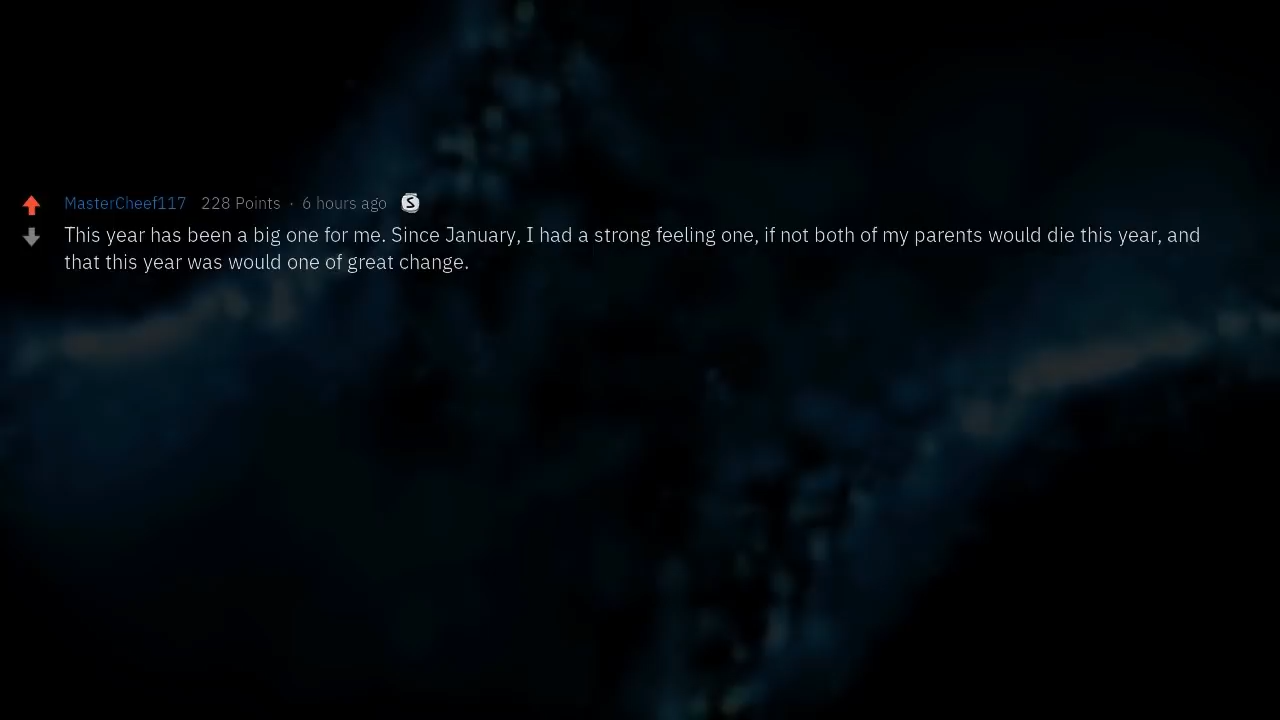 MasterCheef117 228 Points · 6 hours ago S
This year has been a big one for me. Since January, I had a strong feeling one, if not both of my parents would die this year, and
that this year was would one of great change.